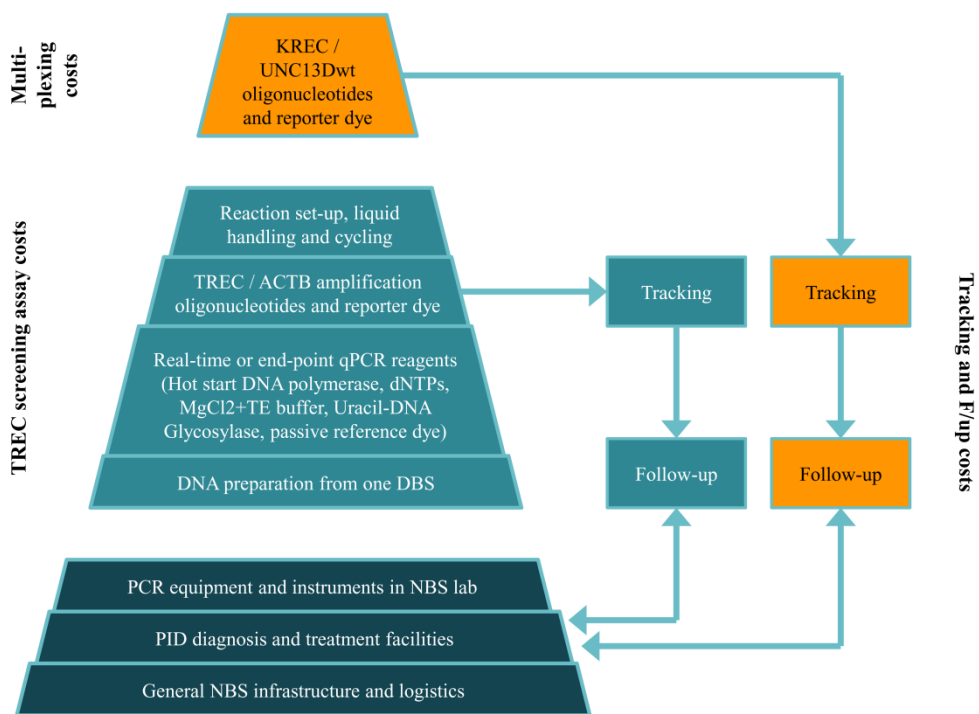 Multi-
plexing
costs
KREC /
UNC13Dwt
oligonucleotides
and reporter dye
TREC screening assay costs
Reaction set-up, liquid
handling and cycling
TREC / ACTB amplification
oligonucleotides and reporter dye
Real-time or end-point qPCR reagents
(Hot start DNA polymerase, dNTPs,
MgCl2+TE buffer, Uracil-DNA
Glycosylase, passive reference dye)
DNA preparation from one DBS
Tracking
Tracking
Follow-up
Follow-up
Tracking and F/up costs
PCR equipment and instruments in NBS lab
PID diagnosis and treatment facilities
General NBS infrastructure and logistics